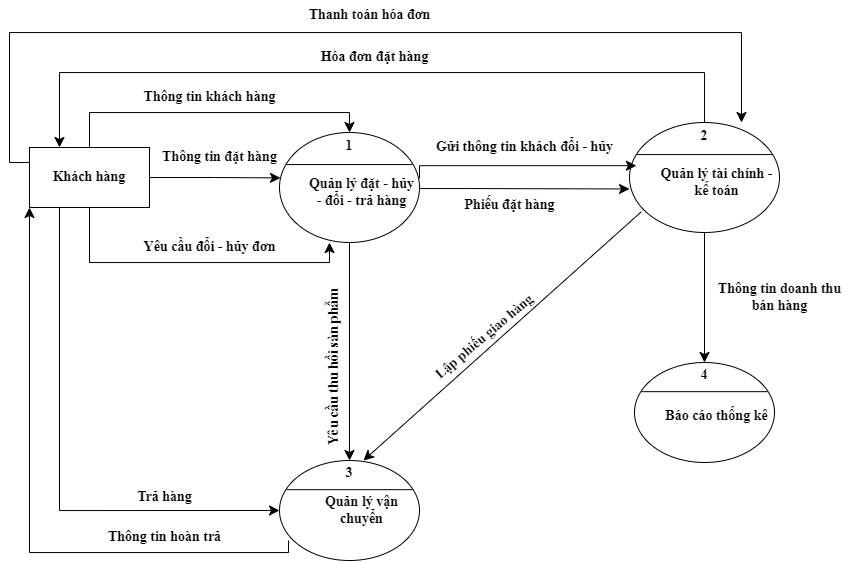 Thanh toán hóa đơn
Hóa đơn đặt hàng
Thông tin khách hàng
1
2
Gửi thông tin khách đổi - hủy
Thông tin đặt hàng
Khách hàng
Quản lý đặt - hủy
- đổi - trả hàng
Quản lý tài chính -
kế toán
Phiếu đặt hàng
Yêu cầu đổi - hủy đơn
Thông tin doanh thu
bán hàng
Yêu cầu thu hồi sản phẩm
Lập phiếu giao hàng
4
Báo cáo thống kê
3
Trả hàng
Quản lý vận
chuyển
Thông tin hoàn trả